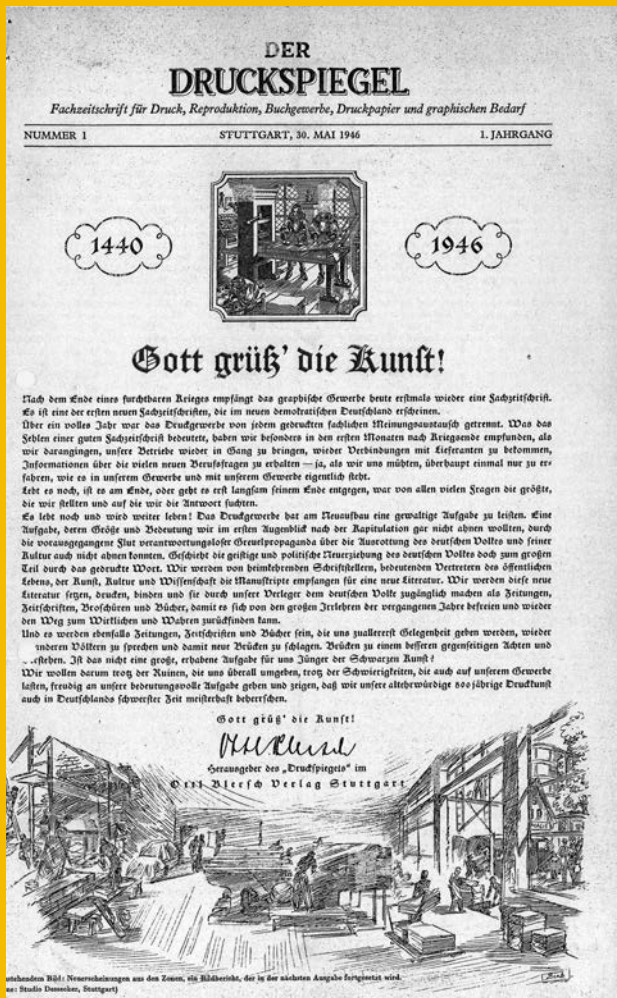 DER
DRUCKSPIEGEL
Fachzeitschrift für Druck, Reproduktion, Buchgewerbe, Druckpapier und graphischen Bedarf
NUMMER 1 STUTTGART, 30. MAI 1946 1. JAHRGANG
1440 1946
Gott grüß' die Kunst!
Nach dem Ende eines furchtbaren Krieges empfängt das graphische Gewerbe heute erstmals wieder eine Fachzeitschrift.
Es ist eine der ersten neuen Fachzeitschriften, die im neuen demokratischen Deutschland erscheinen.
Über ein volles Jahr war das Druckgewerbe von jedem gedruckten fachlichen Meinungsaustausch getrennt. Was das
Fehlen einer guten Fachzeitschrift bedeutete, haben wir besonders in den ersten Monaten nach Kriegsende empfunden, als
wir darangingen, unsere Betriebe wieder in Gang zu bringen, wieder Verbindungen mit Lieferanten zu bekommen,
Informationen über die vielen neuen Berufsfragen zu erhalten — ja, als wir uns mühten, überhaupt einmal nur zu er-
fahren, wie es in unserem Gewerbe und mit unserem Gewerbe eigentlich steht.
Lebt es noch, ist es am Ende, oder geht es erst langsam seinem Ende entgegen, war von allen vielen Fragen die größte,
die wir stellten und auf die wir die Antwort suchten.
Es lebt noch und wird weiter leben! Das Druckgewerbe hat am Neuaufbau eine gewaltige Aufgabe zu leisten. Eine
Aufgabe, deren Größe und Bedeutung wir im ersten Augenblick nach der Kapitulation gar nicht ahnen wollten, durch
die vorausgegangene Flut verantwortungsloser Greuelpropaganda über die Ausrottung des deutschen Volkes und seiner
Kultur auch nicht ahnen konnten. Geschieht die geistige und politische Neuerziehung des deutschen Volkes doch zum großen
Teil durch das gedruckte Wort. Wir werden von heimkehrenden Schriftstellern, bedeutenden Vertretern des öffentlichen
Lebens, der Kunst, Kultur und Wissenschaft die Manuskripte empfangen für eine neue Literatur. Wir werden diese neue
Literatur setzen, drucken, binden und sie durch unsere Verleger dem deutschen Volke zugänglich machen als Zeitungen,
Zeitschriften, Broschüren und Bücher, damit es sich von den großen Irrlehren der vergangenen Jahre befreien und wieder
den Weg zum Wirklichen und Wahren zurückfinden kann.
Und es werden ebenfalls Zeitungen, Zeitschriften und Bücher sein, die uns zuallererst Gelegenheit geben werden, wieder
anderen Völkern zu sprechen und damit neue Brücken zu schlagen. Brücken zu einem besseren gegenseitigen Achten und
estehen. Ist das nicht eine große, erhabene Aufgabe für uns Jünger der Schwarzen Kunst?
Wir wollen darum trotz der Ruinen, die uns überall umgeben, trotz der Schwierigkeiten, die auch auf unserem Gewerbe
lasten, freudig an unsere bedeutungsvolle Aufgabe gehen und zeigen, daß wir unsere altehrwürdige 500 jährige Druckkunst
auch in Deutschlands schwerster Zeit meisterhaft beherrschen.
Gott grüß' die Kunst!
Herausgeber des „Druckspiegels" im
Ottl Blersch Verlag Stuttgart
stehendem Bild: Neuerscheinungen aus den Zonen, ein Bildbericht, der in der nächsten Ausgabe fortgesetzt wird.
Studio Dessecker, Stuttgart)